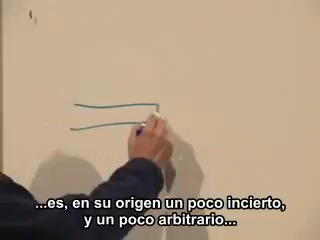 ...es, en su origen un poco incierto,
y un poco arbitrario...